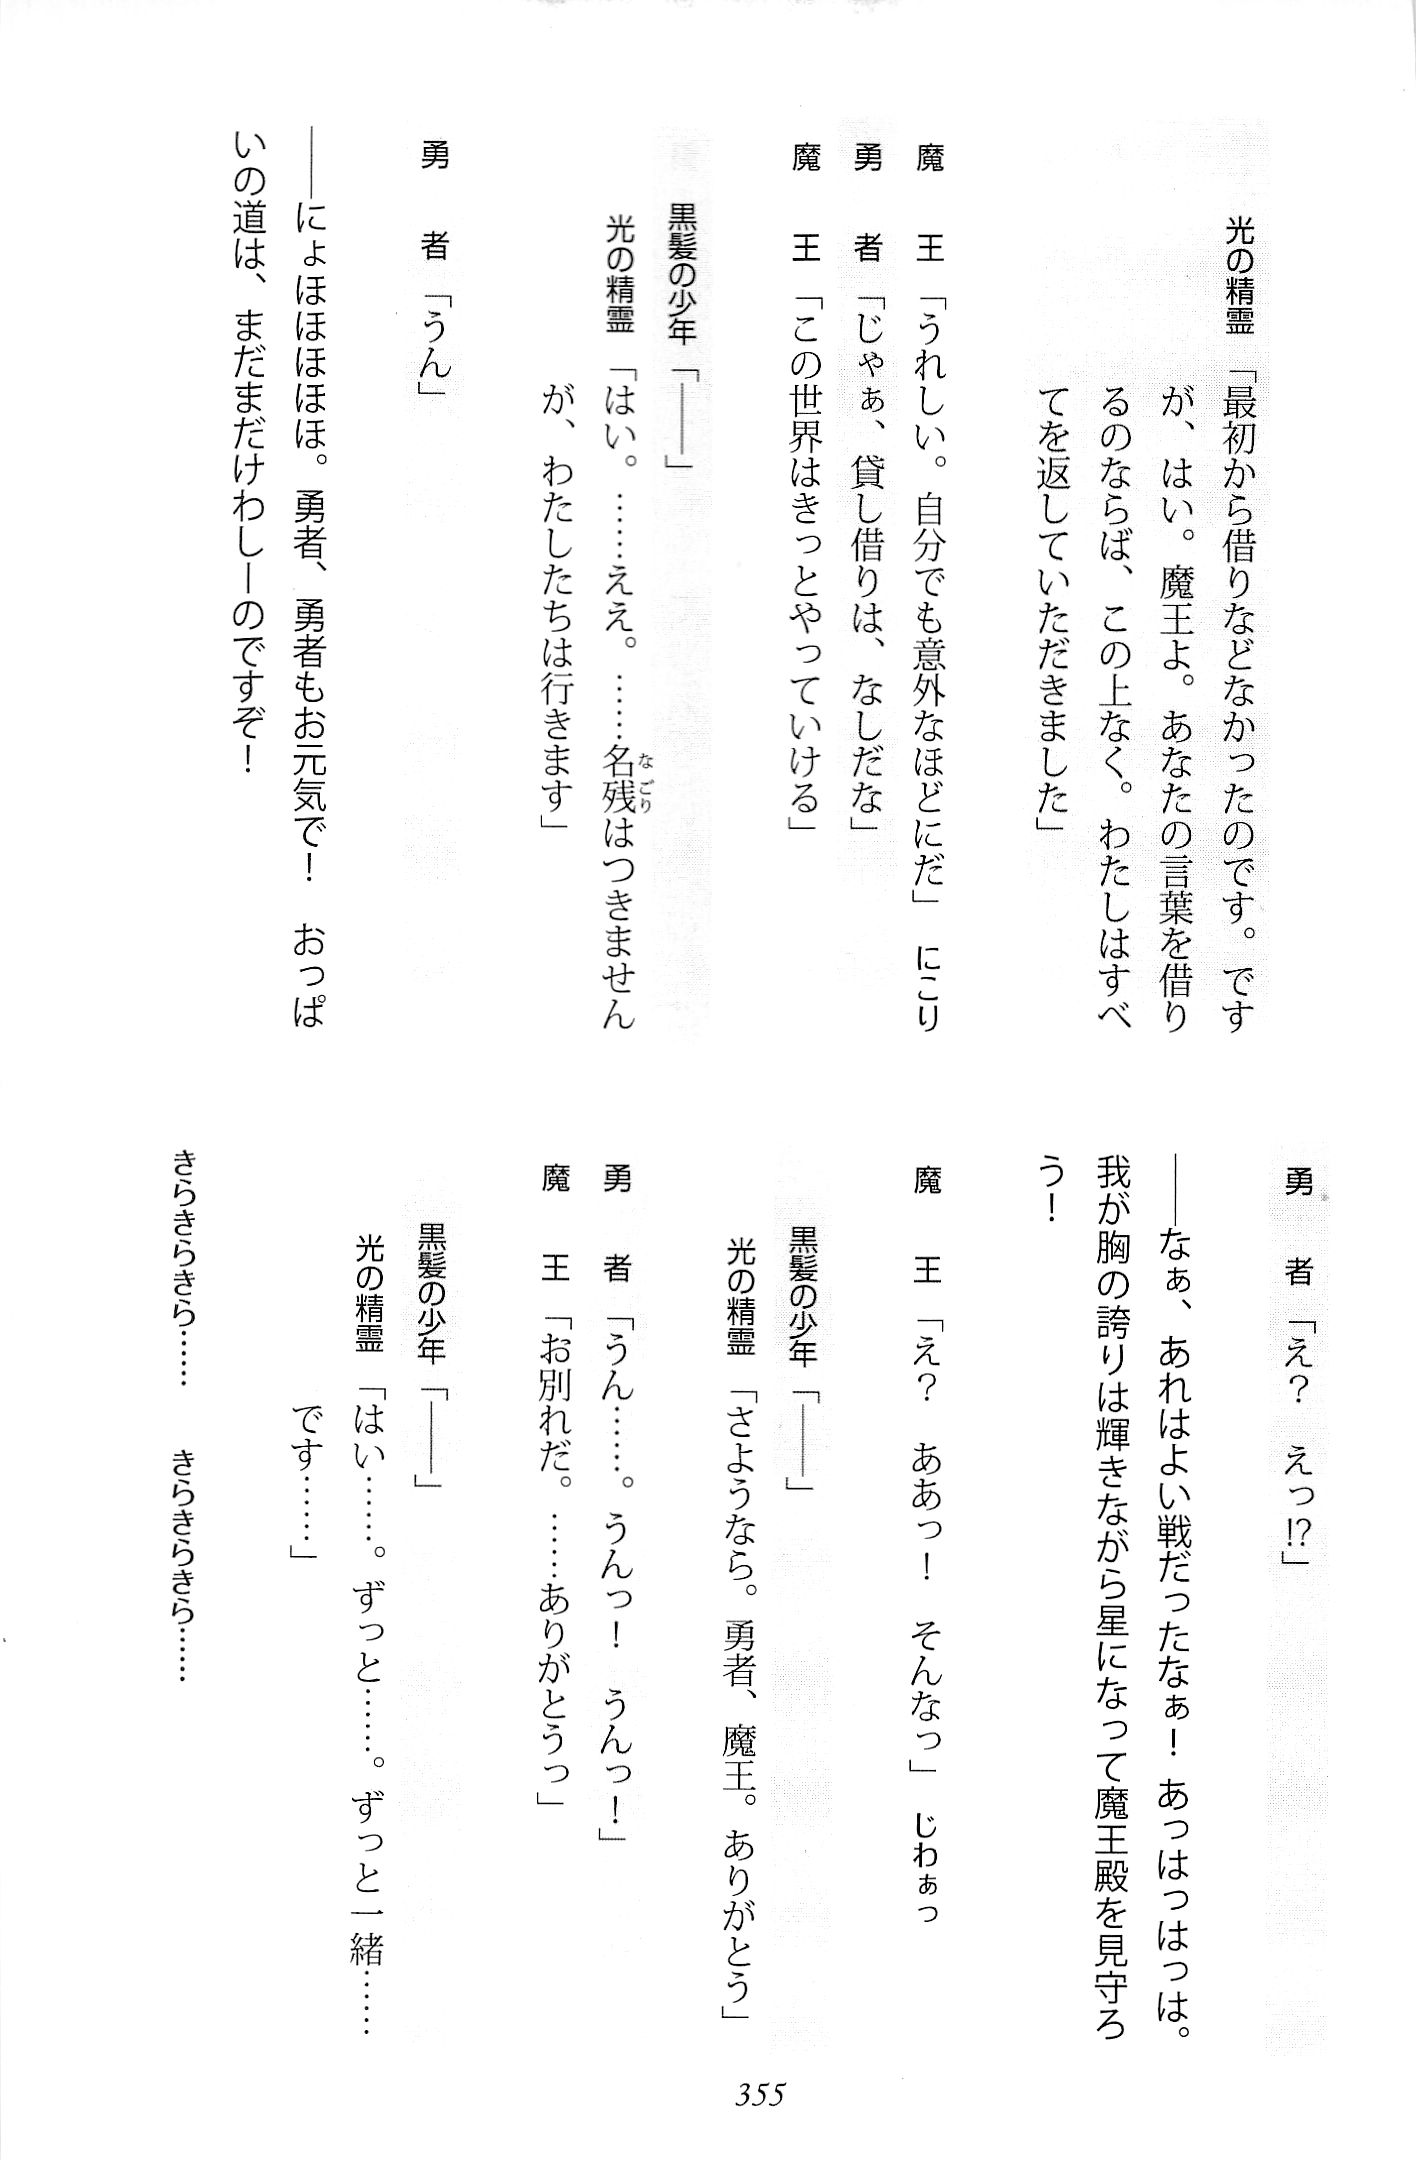 光の精霊「最初から借りなどなかったのです。です
が、はい。魔王よ。あなたの言葉を借り
るのならば、この上なく。わたしはすべ
てを返していただきました」
魔　王「うれしい。自分でも意外なほどにだ」　にこり
勇　者「じゃぁ、貸し借りは、なしだな」
魔　王「この世界はきっとやっていける」
黒髪の少年「――」
光の精霊「はい。……ええ。……名残はつきません
なごり
が、わたしたちは行きます」
勇　者「うん」
――にょほほほほほ。勇者、勇者もお元気で！　おっぱ
いの道は、まだまだけわしーのですぞ！
勇　者「え？　えっ!?」
――なぁ、あれはよい戦だったなぁ！　あっはっはっは。
我が胸の誇りは輝きながら星になって魔王殿を見守ろ
う！
魔　王「え？　ああっ！　そんなっ」　じわぁっ
黒髪の少年「――」
光の精霊「さようなら。勇者、魔王。ありがとう」
勇　者「うん……。うんっ！　うんっ！」
魔　王「お別れだ。……ありがとうっ」
黒髪の少年「――」
光の精霊「はい……。ずっと……。ずっと一緒……
です……」
きらきらきら……　きらきらきら……
355